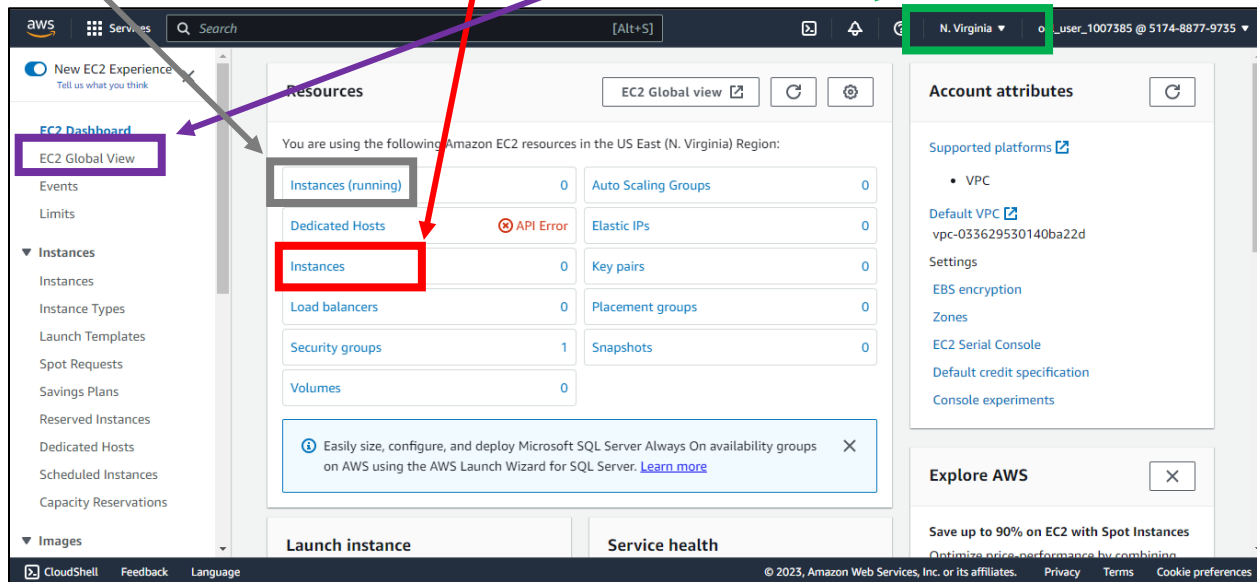 aws
Services
Search
[Alt+S]
N. Virginia
_user_1007385 @ 5174-8877-9735
New EC2 Experience
Tell us what you think
EC2 Dashboard
EC2 Global View
Events
Limits
Instances
Instances
Instance Types
Launch Templates
Spot Requests
Savings Plans
Reserved Instances
Dedicated Hosts
Scheduled Instances
Capacity Reservations
Images
Resources
EC2 Global view
You are using the following Amazon EC2 resources in the US East (N. Virginia) Region:
Instances (running) 0
Auto Scaling Groups 0
Dedicated Hosts API Error
Elastic IPs 0
Instances 0
Key pairs 0
Load balancers 0
Placement groups 0
Security groups 1
Snapshots 0
Volumes 0
Easily size, configure, and deploy Microsoft SQL Server Always On availability groups
on AWS using the AWS Launch Wizard for SQL Server. Learn more
Launch instance
Service health
Account attributes
Supported platforms
• VPC
Default VPC
vpc-033629530140ba22d
Settings
EBS encryption
Zones
EC2 Serial Console
Default credit specification
Console experiments
Explore AWS
Save up to 90% on EC2 with Spot Instances
Optimize price-performance by combining
CloudShell
Feedback
Language
© 2023, Amazon Web Services, Inc. or its affiliates.
Privacy
Terms
Cookie preferences